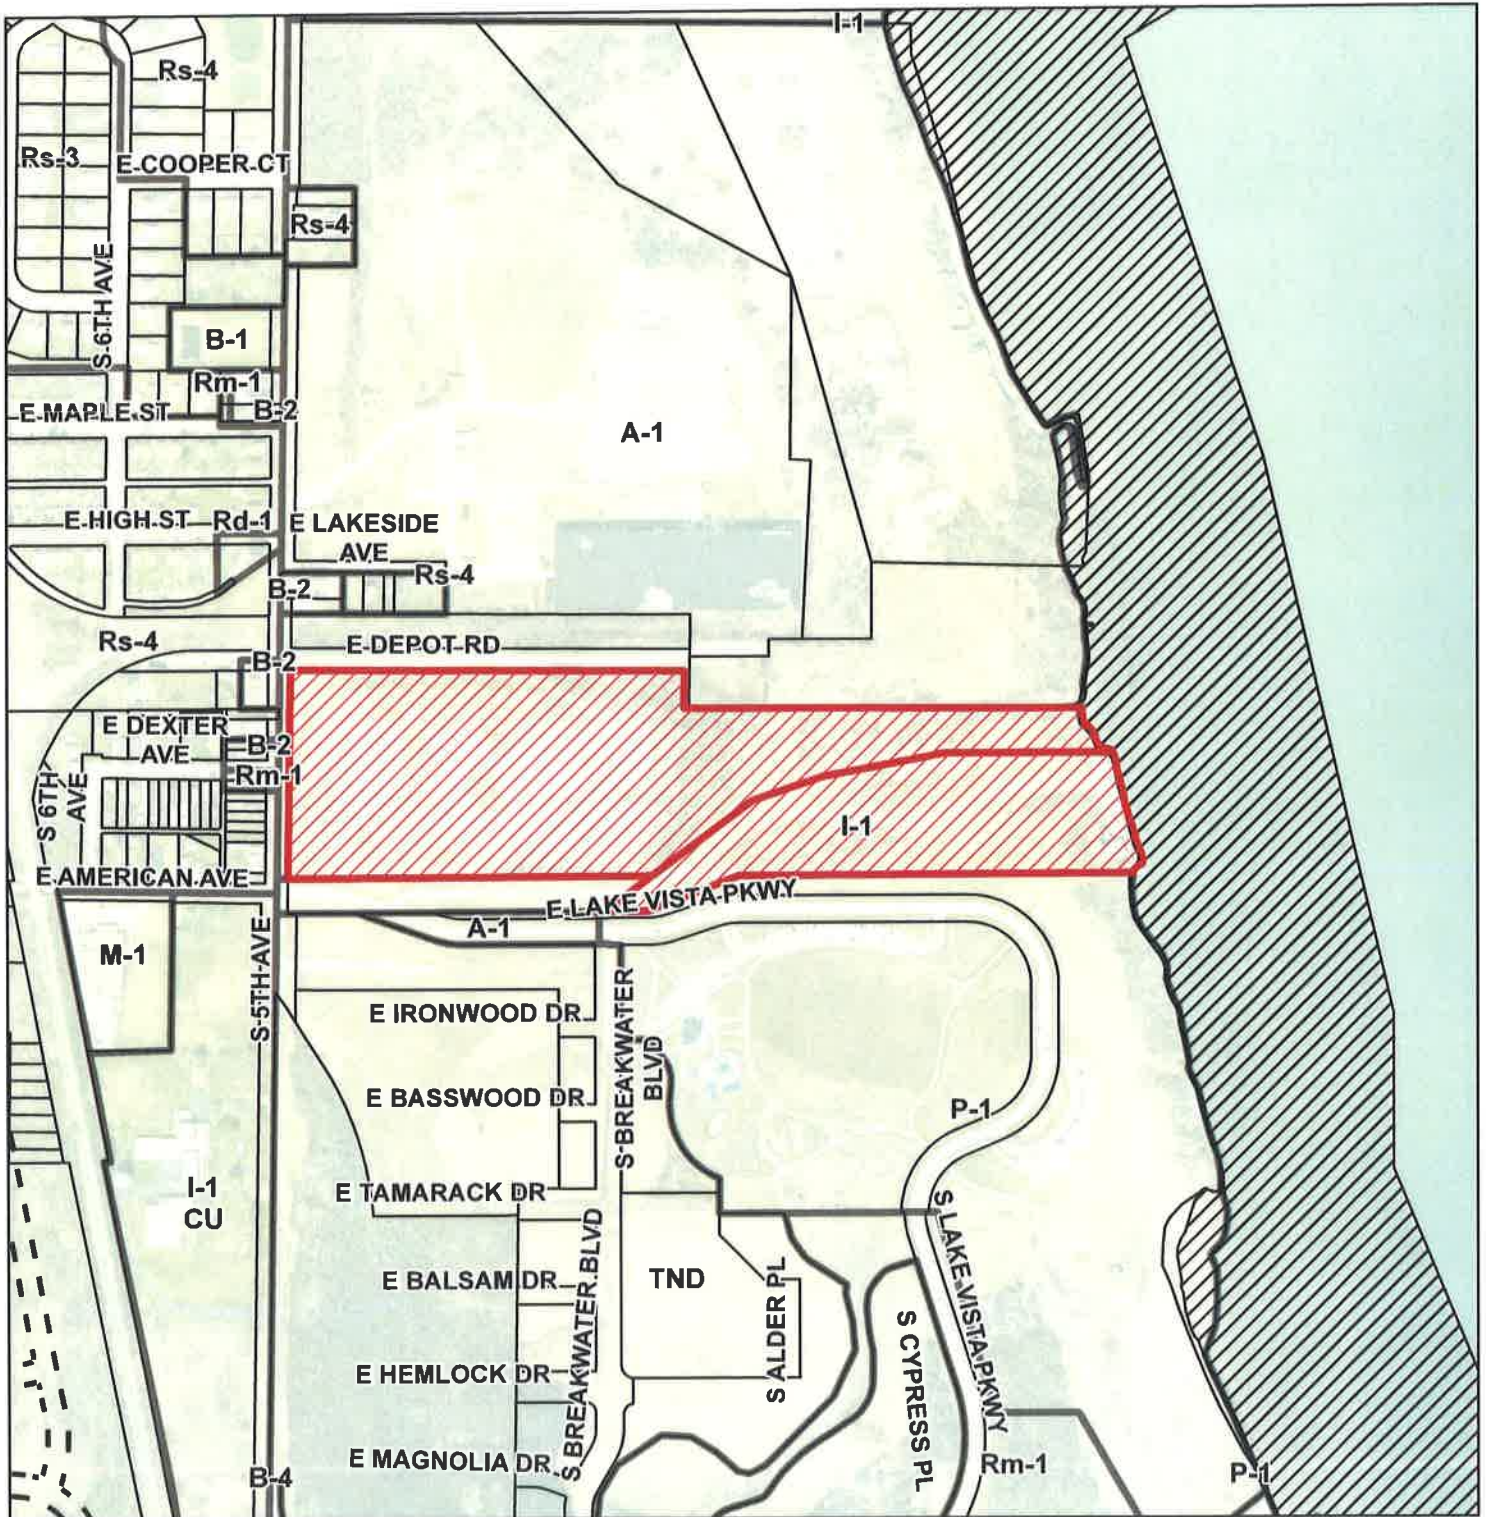 I-1
Rs-4
Rs-3
E COOPER CT
Rs-4
S 6TH AVE
B-1
Rm-1
E MAPLE ST
B-2
A-1
E HIGH ST
Rd-1
E LAKESIDE
AVE
Rs-4
B-2
Rs-4
E DEPOT RD
B-2
E DEXTER
AVE
B-2
Rm-1
S 6TH
AVE
I-1
E AMERICAN AVE
E LAKE VISTA PKWY
A-1
M-1
S 5TH AVE
E IRONWOOD DR
S BREAKWATER
BLVD
E BASSWOOD DR
P-1
I-1
CU
E TAMARACK DR
S LAKE VISTA PKWY
E BALSAM DR
S BREAKWATER BLVD
TND
S ALDER PL
S CYPRESS PL
E HEMLOCK DR
E MAGNOLIA DR
B-4
Rm-1
P-1